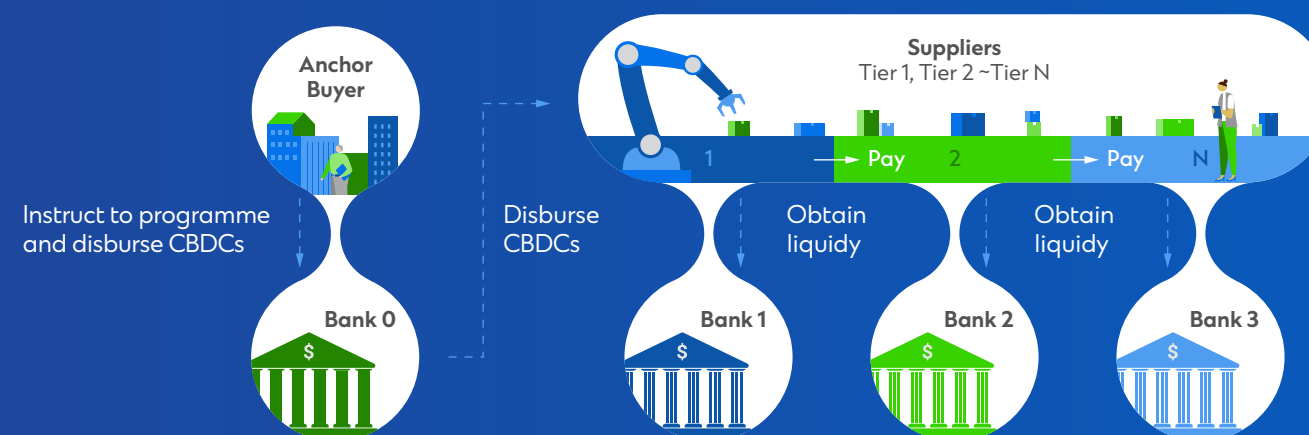 Anchor
Buyer
Suppliers
Tier 1, Tier 2 ~Tier N
1
Pay
2
Pay
N
Instruct to programme
and disburse CBDCs
Disburse
CBDCs
Obtain
liquidy
Obtain
liquidy
Bank 0
Bank 1
Bank 2
Bank 3
$
$
$
$